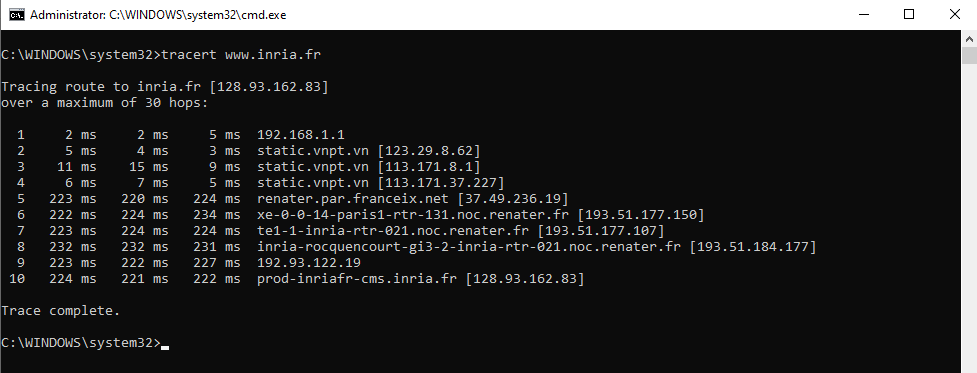 Administrator: C:\WINDOWS\system32\cmd.exe
C:\WINDOWS\system32>tracert www.inria.fr
Tracing route to inria.fr [128.93.162.83]
over a maximum of 30 hops:
1 2 ms 2 ms 5 ms 192.168.1.1
2 5 ms 4 ms 3 ms static.vnpt.vn [123.29.8.62]
3 11 ms 15 ms 9 ms static.vnpt.vn [113.171.8.1]
4 6 ms 7 ms 5 ms static.vnpt.vn [113.171.37.227]
5 223 ms 220 ms 224 ms renater.par.franceix.net [37.49.236.19]
6 222 ms 224 ms 234 ms xe-0-0-14-paris1-rtr-131.noc.renater.fr [193.51.177.150]
7 223 ms 224 ms 224 ms te1-1-inria-rtr-021.noc.renater.fr [193.51.177.107]
8 232 ms 232 ms 231 ms inria-rocquencourt-gi3-2-inria-rtr-021.noc.renater.fr [193.51.184.177]
9 223 ms 222 ms 227 ms 192.93.122.19
10 224 ms 221 ms 222 ms prod-inriafr-cms.inria.fr [128.93.162.83]
Trace complete.
C:\WINDOWS\system32>